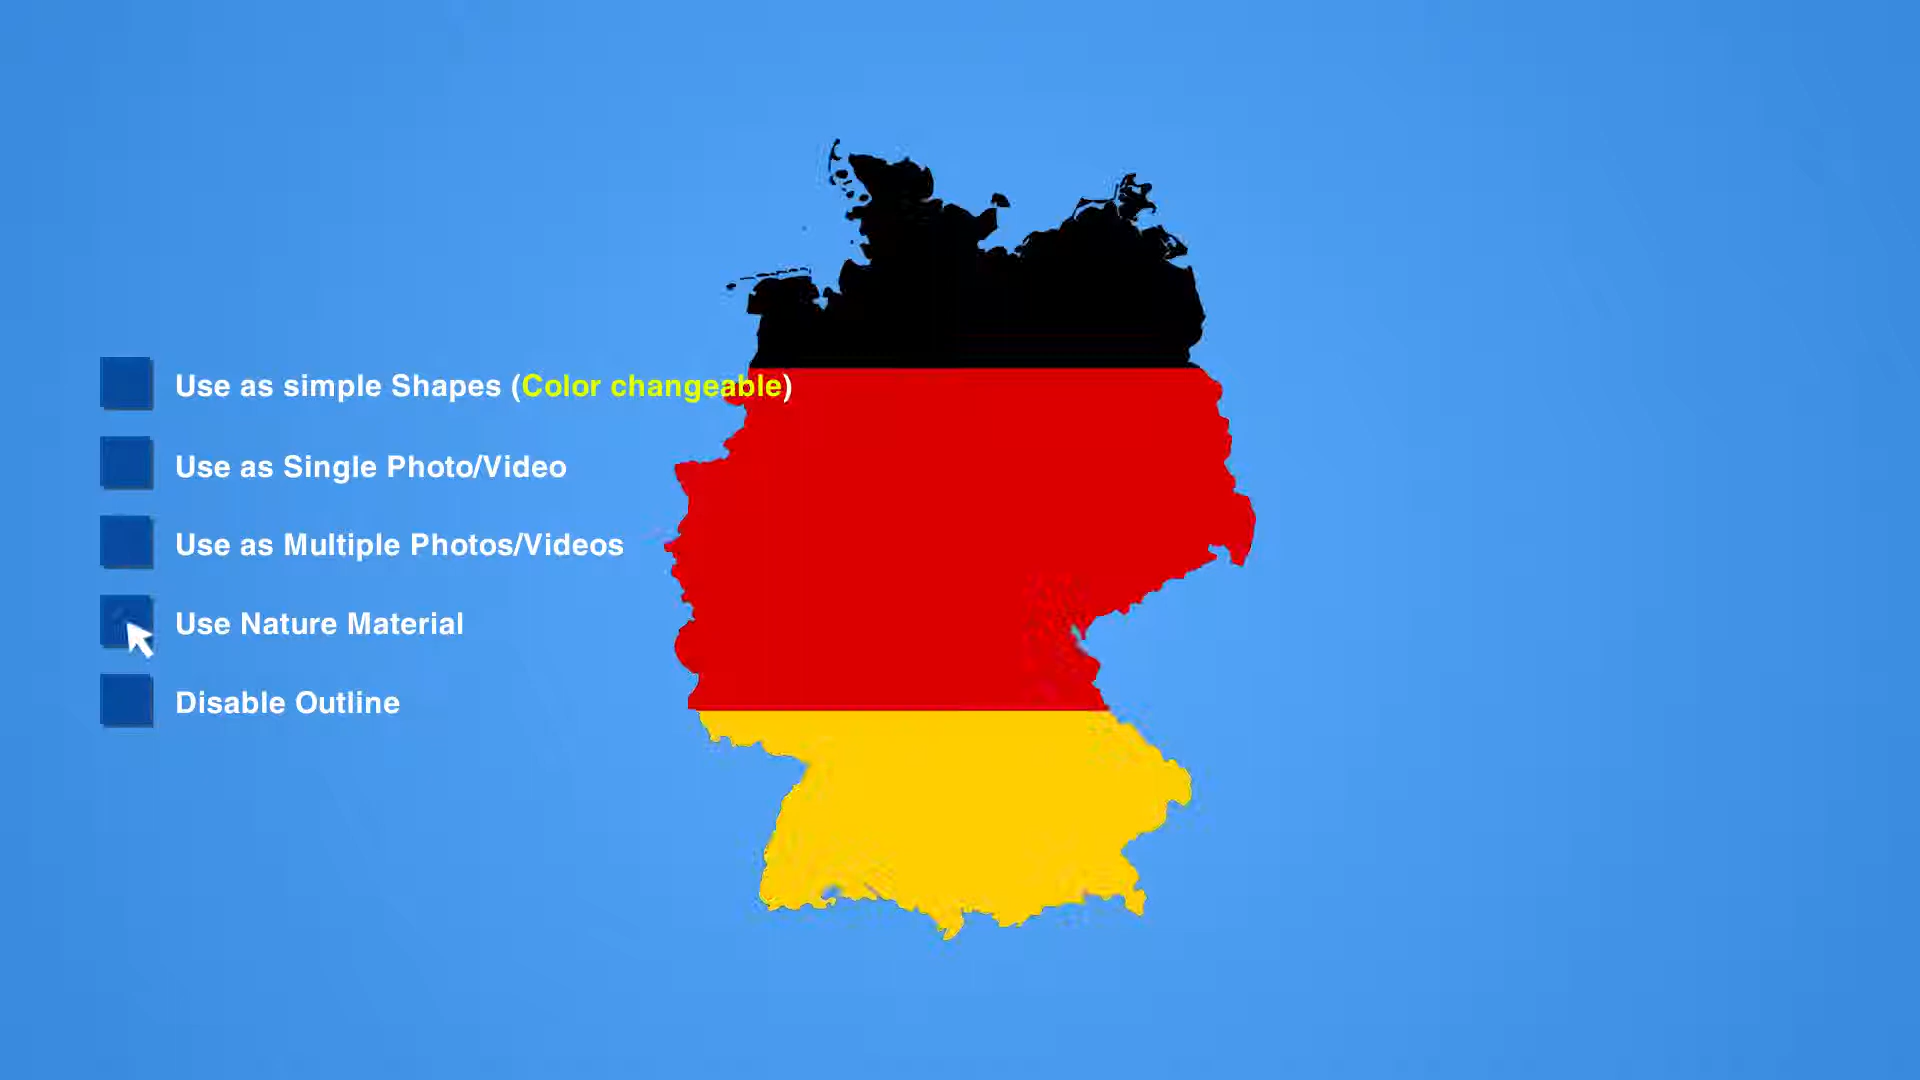 Use as simple Shapes (Color changeable)
Use as Single Photo/Video
Use as Multiple Photos/Videos
Use Nature Material
Disable Outline